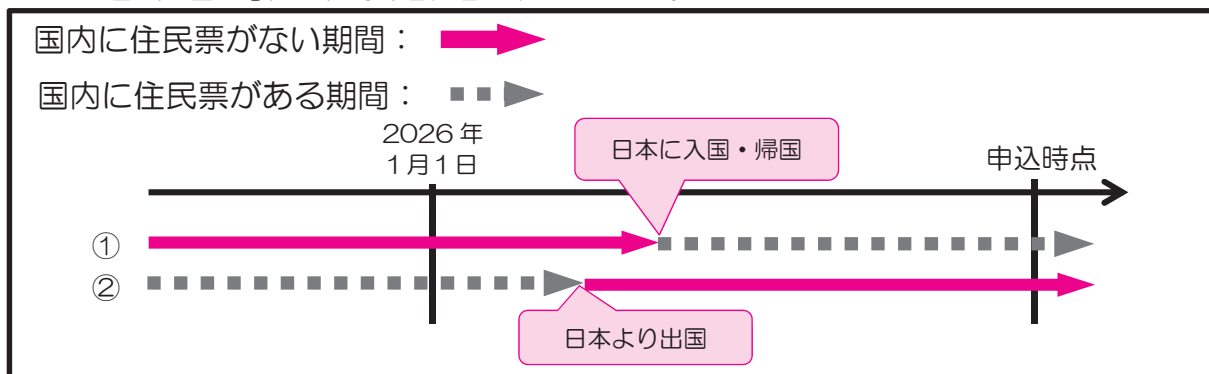 国内に住民票がない期間：
国内に住民票がある期間：
2026年
1月1日
日本に入国・帰国
申込時点
①
②
日本より出国